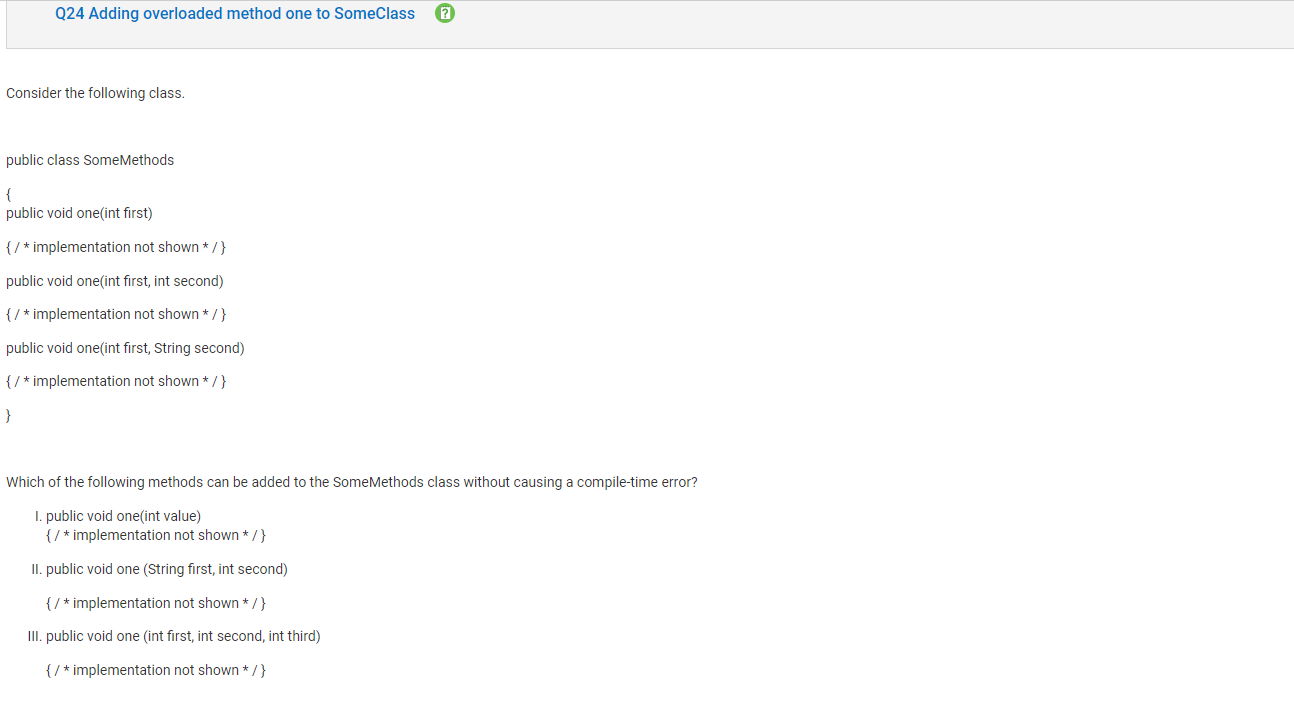 Q24 Adding overloaded method one to SomeClass
Consider the following class.
public class SomeMethods
{
public void one(int first)
{ / * implementation not shown * / }
public void one(int first, int second)
{ / * implementation not shown * / }
public void one(int first, String second)
{ / * implementation not shown * / }
}
Which of the following methods can be added to the SomeMethods class without causing a compile-time error?
I. public void one(int value)
{ / * implementation not shown * / }
II. public void one (String first, int second)
{ / * implementation not shown * / }
III. public void one (int first, int second, int third)
{ / * implementation not shown * / }